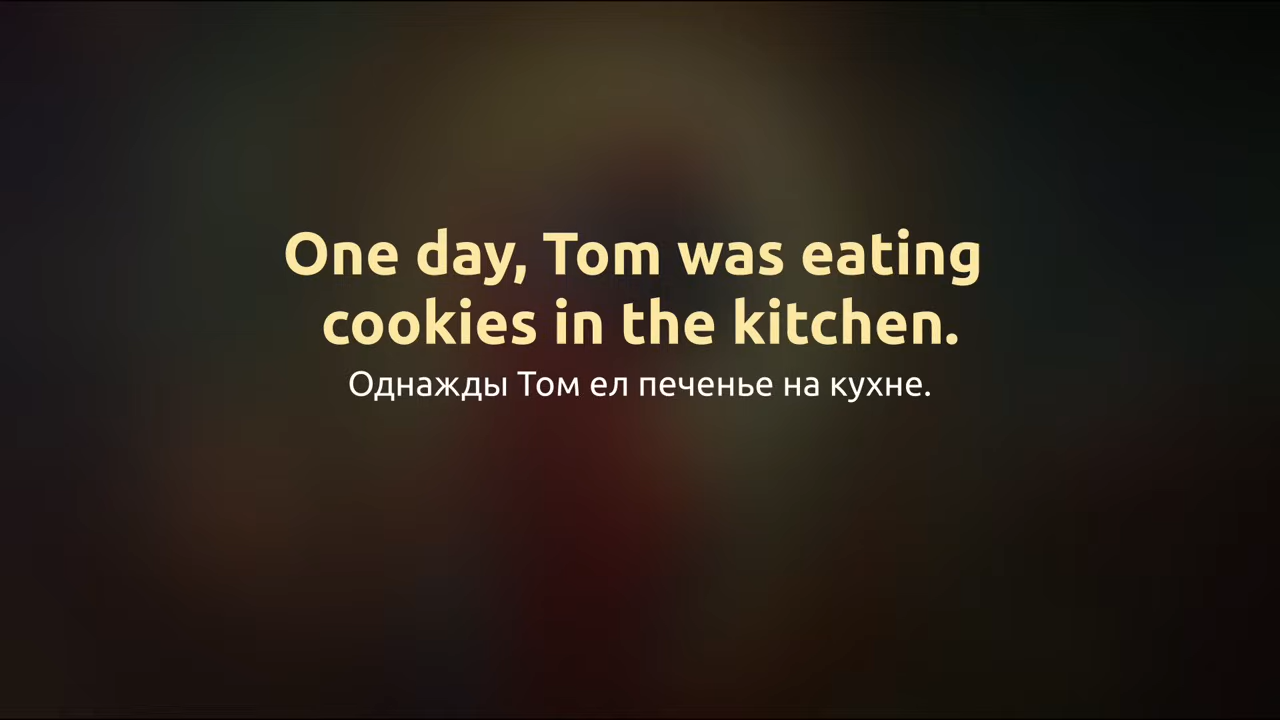 One day, Tom was eating
cookies in the kitchen.
Однажды Том ел печенье на кухне.